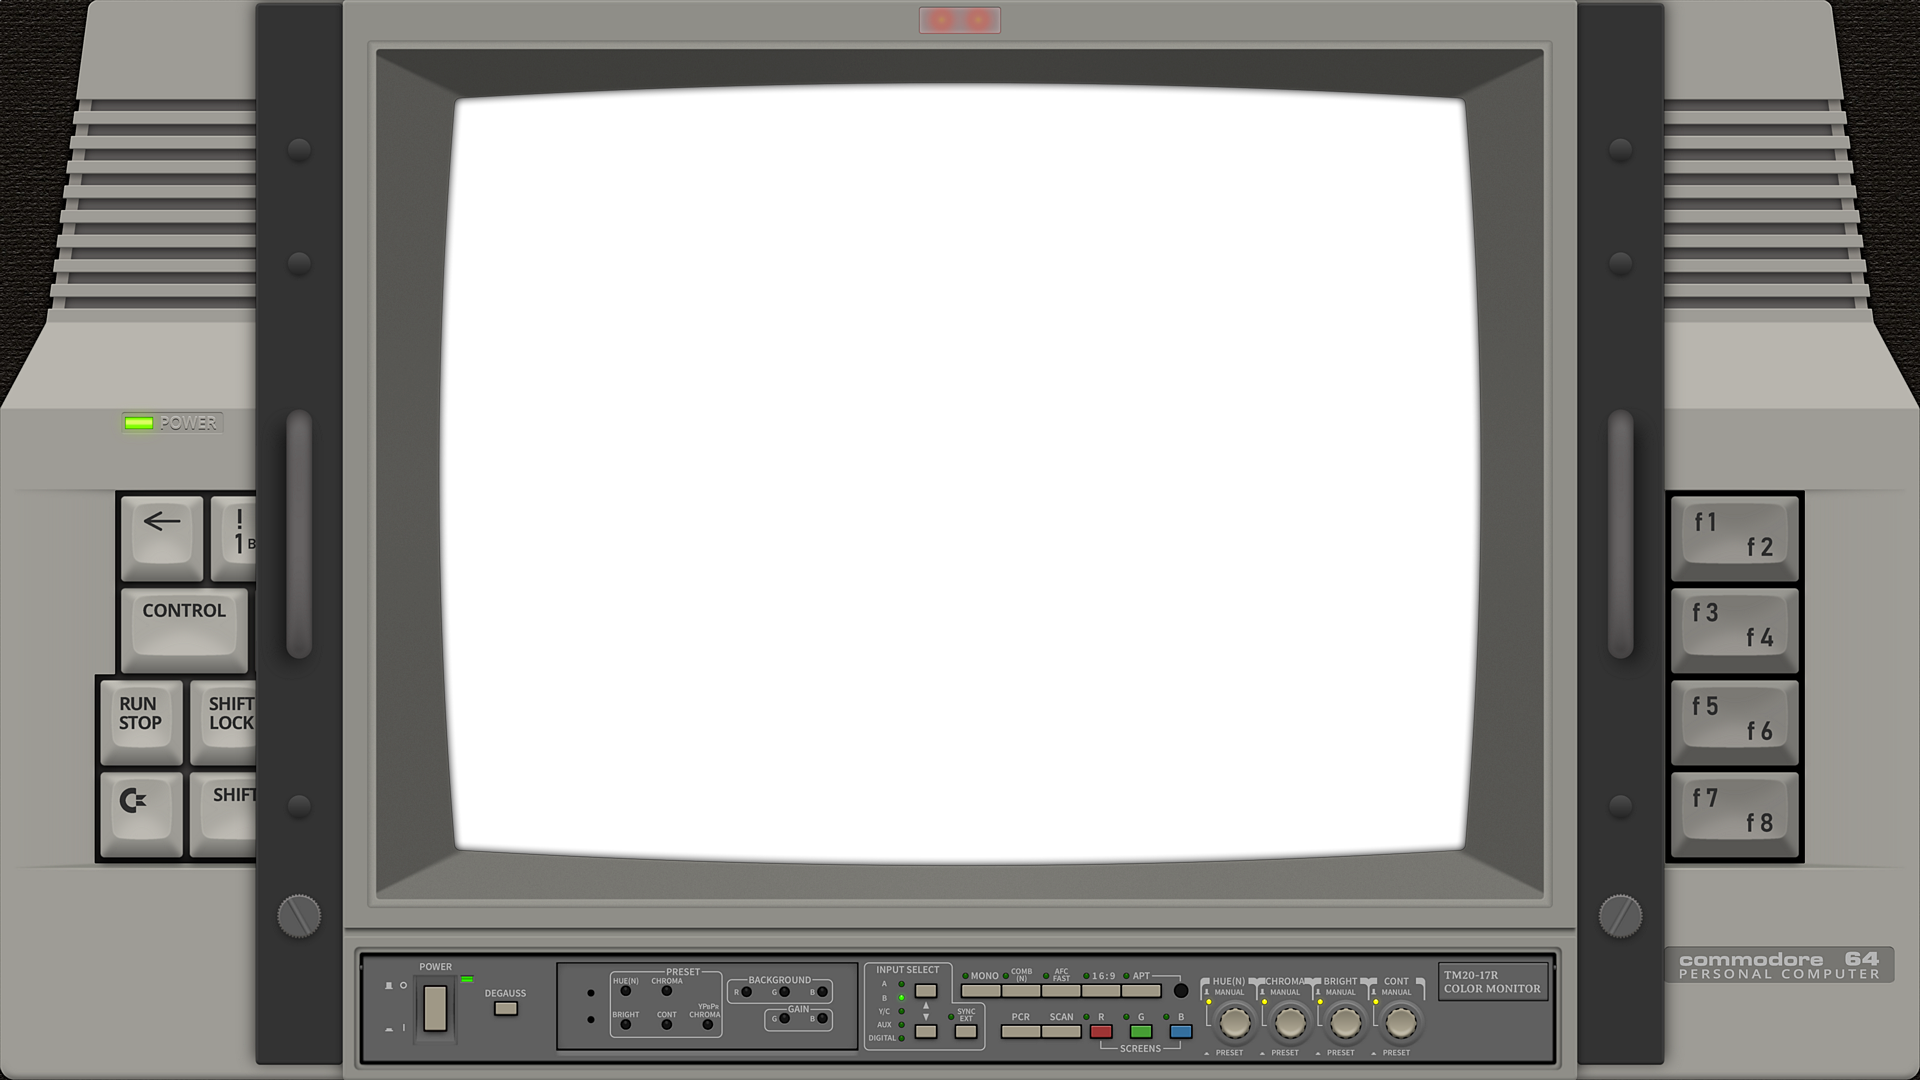 POWER
←
!
1 B
CONTROL
RUN
STOP
SHIFT
LOCK
SHIFT
f1
f2
f3
f4
f5
f6
f7
f8
commodore 64
PERSONAL COMPUTER
POWER
O
I
DEGAUSS
PRESET
HUE(N) CHROMA
BRIGHT CONT YPBPR
CHROMA
BACKGROUND
R G B
GAIN
G B
INPUT SELECT
A
B
Y/C
AUX
DIGITAL
SYNC
EXT
MONO COMB
(N) AFC
FAST 16:9 APT
PCR SCAN R G B
SCREENS
HUE(N) CHROMA BRIGHT CONT
MANUAL MANUAL MANUAL MANUAL
PRESET PRESET PRESET PRESET
TM20-17R
COLOR MONITOR